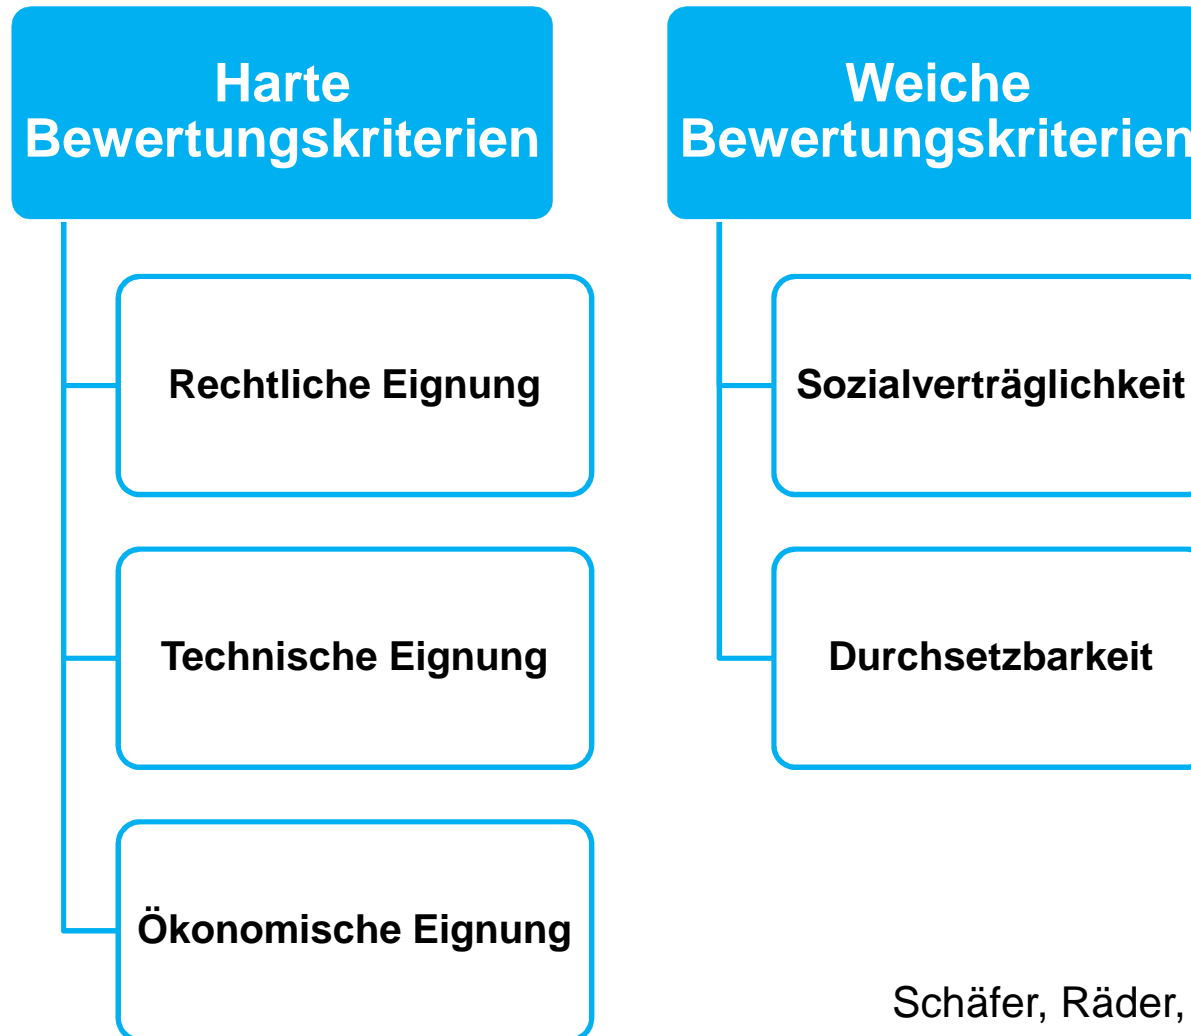 Harte
Bewertungskriterien
Rechtliche Eignung
Technische Eignung
Ökonomische Eignung
Weiche
Bewertungskriterien
Sozialverträglichkeit
Durchsetzbarkeit
Schäfer, Räder,